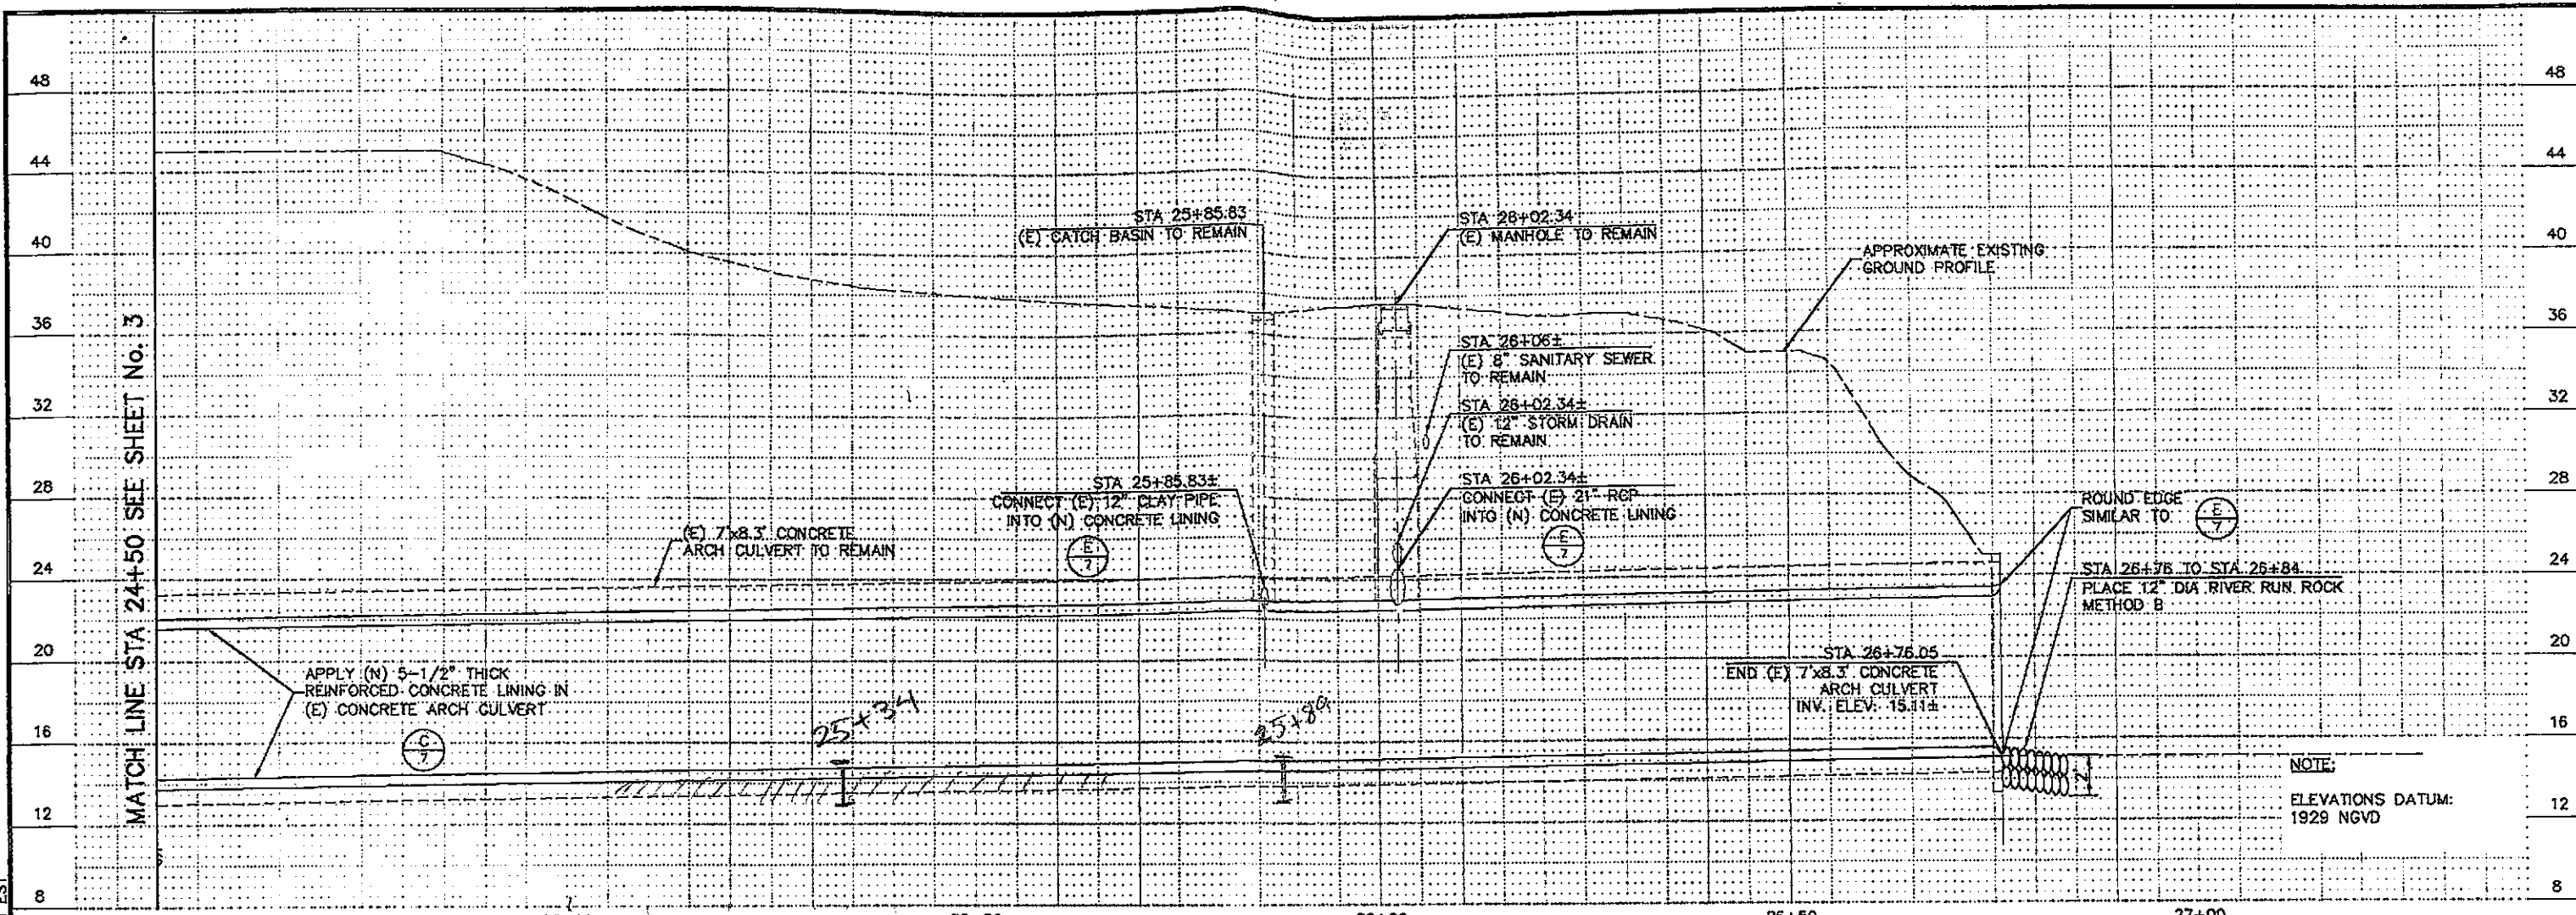 48
44
40
36
32
28
24
20
16
12
8
MATCH LINE STA 24+50 SEE SHEET No. 3
STA 25+85.83
(E) CATCH BASIN TO REMAIN
STA 26+02.34
(E) MANHOLE TO REMAIN
APPROXIMATE EXISTING
GROUND PROFILE
STA 26+06±
(E) 8" SANITARY SEWER
TO REMAIN
STA 26+02.34±
(E) 12" STORM DRAIN
TO REMAIN
STA 25+85.83±
CONNECT (E) 12" CLAY PIPE
INTO (N) CONCRETE LINING
E
7
STA 26+02.34±
CONNECT (E) 21" RCP
INTO (N) CONCRETE LINING
E
7
(E) 7'x8.3' CONCRETE
ARCH CULVERT TO REMAIN
ROUND EDGE
SIMILAR TO
E
7
STA 26+76 TO STA 26+84
PLACE 12" DIA RIVER RUN ROCK
METHOD B
APPLY (N) 5-1/2" THICK
REINFORCED CONCRETE LINING IN
(E) CONCRETE ARCH CULVERT
C
7
STA 26+76.05
END (E) 7'x8.3' CONCRETE
ARCH CULVERT
INV. ELEV: 15.11±
25+34
25+89
2'
NOTE:
ELEVATIONS DATUM:
1929 NGVD
48
44
40
36
32
28
24
20
16
12
8
26+50
27+00